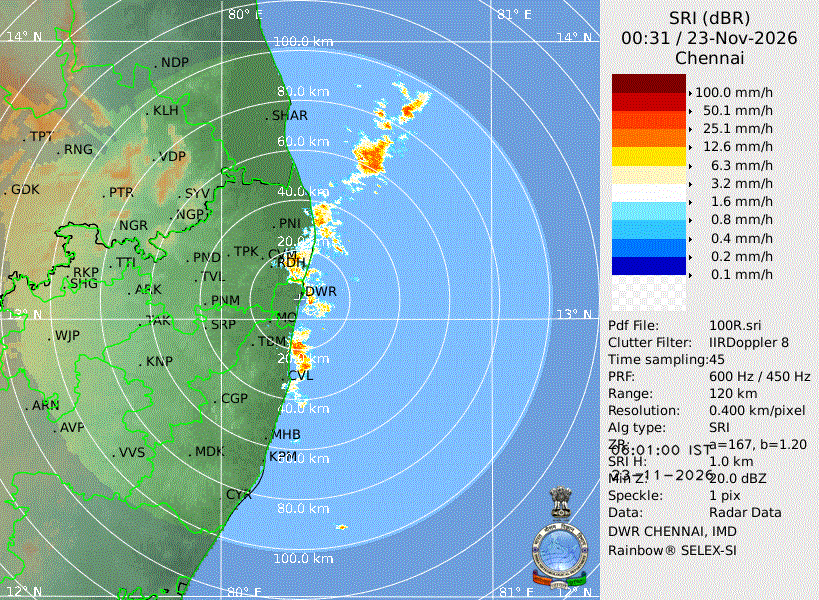 80° E
81° E
14° N
14° N
100.0 km
80.0 km
60.0 km
40.0 km
20.0 km
NDP
KLH
SHAR
TPT
RNG
VDP
GDK
PTR
SYV
NGP
NGR
PNI
TPK
PND
RDH
TTI
RKP
SHG
TVL
ARK
PNM
DWR
13° N
13° N
TAK
SRP
WJP
TBM
20.0 km
KNP
CVL
CGP
ARN
40.0 km
AVP
MHB
VVS
MDK
KPM
60.0 km
CYR
80.0 km
100.0 km
12° N
80° E
81° E
12° N
SRI (dBR)
00:31 / 23-Nov-2026
Chennai
100.0 mm/h
50.1 mm/h
25.1 mm/h
12.6 mm/h
6.3 mm/h
3.2 mm/h
1.6 mm/h
0.8 mm/h
0.4 mm/h
0.2 mm/h
0.1 mm/h
Pdf File: 100R.sri
Clutter Filter: IIRDoppler 8
Time sampling:45
PRF: 600 Hz / 450 Hz
Range: 120 km
Resolution: 0.400 km/pixel
Alg type: SRI
ZR: a=167, b=1.20
06:01:00 IST
SRI H: 1.0 km
23-11-2026
Min Z: 20.0 dBZ
Speckle: 1 pix
Data: Radar Data
DWR CHENNAI, IMD
Rainbow® SELEX-SI